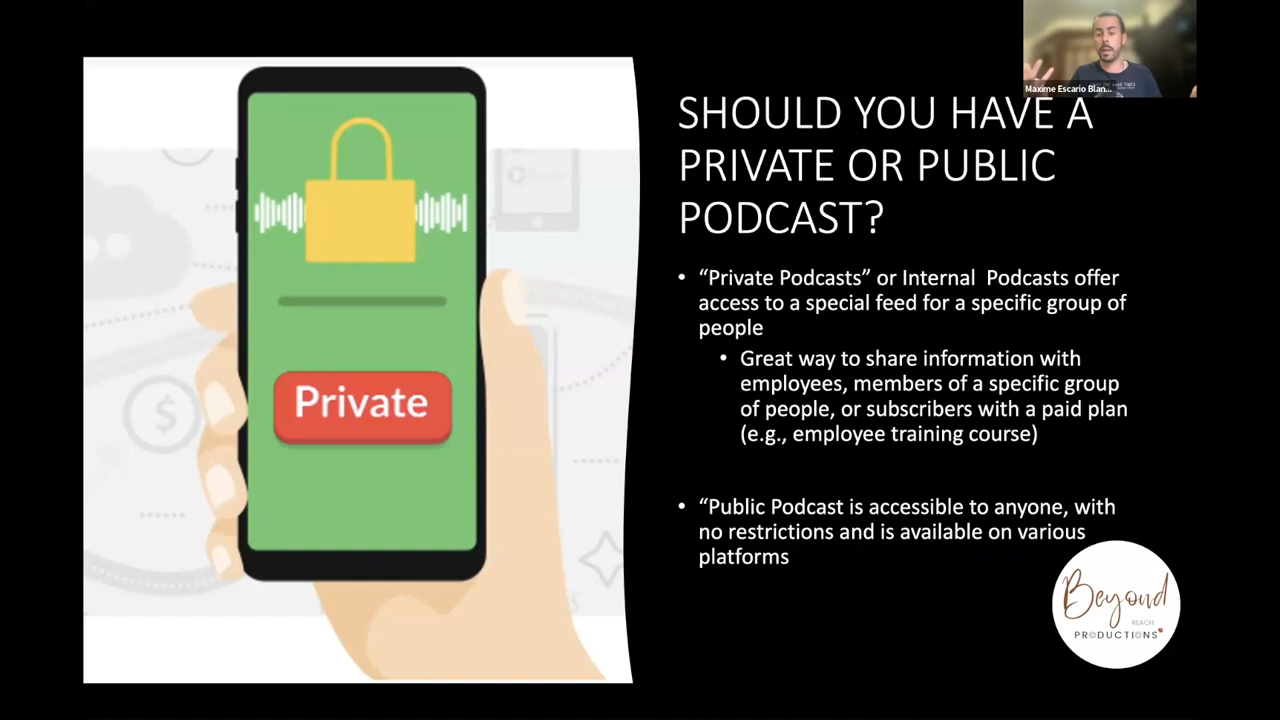 Maxime Escario Blan...
SHOULD YOU HAVE A
PRIVATE OR PUBLIC
PODCAST?
Private
• “Private Podcasts” or Internal Podcasts offer
access to a special feed for a specific group of
people
• Great way to share information with
employees, members of a specific group
of people, or subscribers with a paid plan
(e.g., employee training course)
• “Public Podcast is accessible to anyone, with
no restrictions and is available on various
platforms
Beyond
REACH
PRODUCTIONS